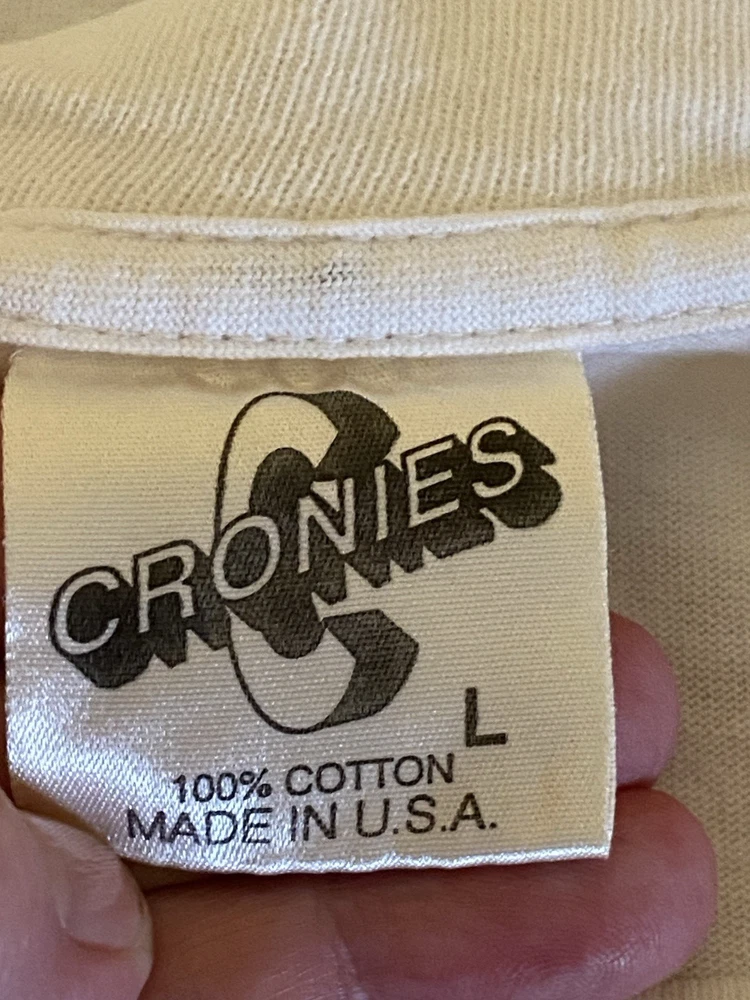 CRONIES
L
100% COTTON
MADE IN U.S.A.